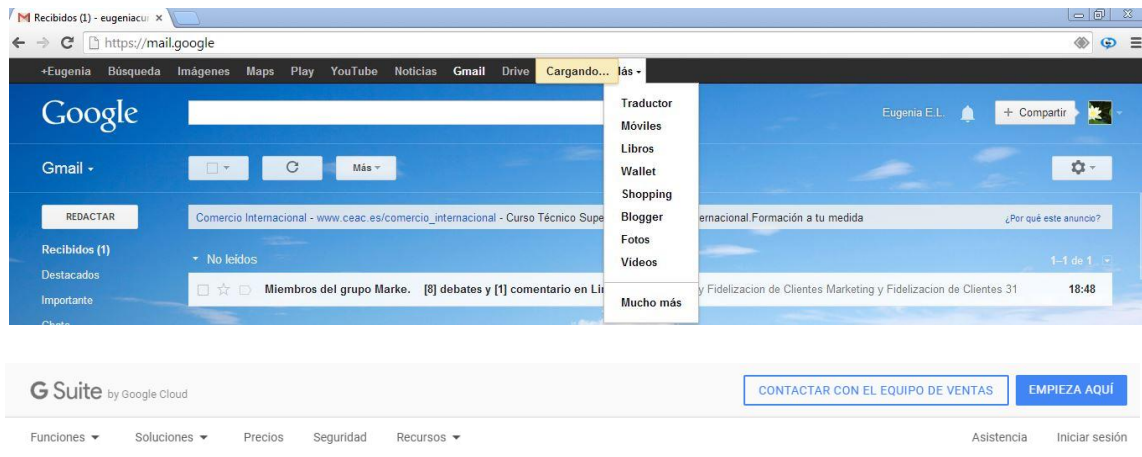 Recibidos (1) - eugeniacu
https://mail.google
+Eugenia Búsqueda Imágenes Maps Play YouTube Noticias Gmail Drive Cargando... lás
Google
Eugenia E.L. + Compartir
Gmail Más
REDACTAR
Comercio Internacional - www.ceac.es/comercio_internacional - Curso Técnico Supe ernacional.Formación a tu medida ¿Por qué este anuncio?
Recibidos (1)
No leídos 1–1 de 1
Destacados
Importante
Miembros del grupo Marke. [8] debates y [1] comentario en Li y Fidelizacion de Clientes Marketing y Fidelizacion de Clientes 31 18:48
Chats
Traductor
Móviles
Libros
Wallet
Shopping
Blogger
Fotos
Vídeos
Mucho más
G Suite by Google Cloud CONTACTAR CON EL EQUIPO DE VENTAS EMPIEZA AQUÍ
Funciones Soluciones Precios Seguridad Recursos Asistencia Iniciar sesión